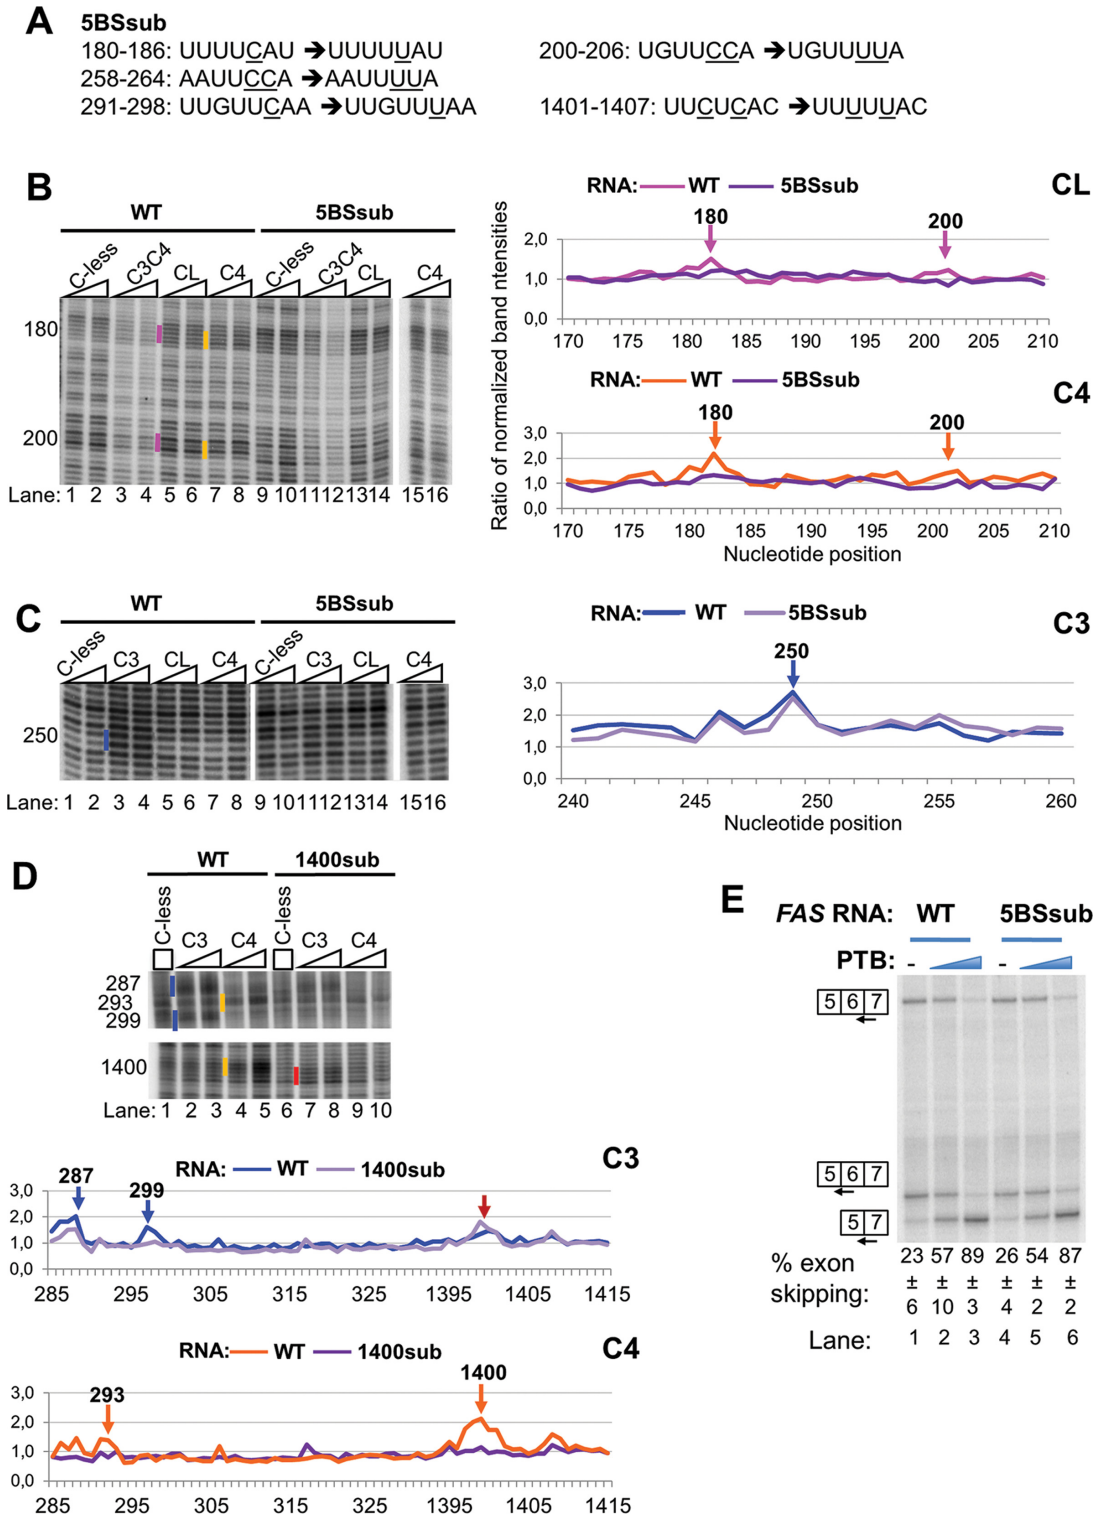 A
5BSsub
180-186: UUUUCAU ➔UUUUUAU
200-206: UGUUCCA ➔UGUUUUA
258-264: AAUUCCA ➔AAUUUUA
291-298: UUGUUCAA ➔UUGUUUAA
1401-1407: UUCUCAC ➔UUUUUAC
B
WT 5BSsub
C-less C3C4 CL C4 C-less C3C4 CL C4
180
200
Lane: 1 2 3 4 5 6 7 8 9 10 11 12 13 14 15 16
Ratio of normalized band ntensities
RNA: WT 5BSsub CL
180 200
2,0
1,0
0,0
170 175 180 185 190 195 200 205 210
RNA: WT 5BSsub C4
180 200
3,0
2,0
1,0
0,0
170 175 180 185 190 195 200 205 210
Nucleotide position
C
WT 5BSsub
C-less C3 CL C4 C-less C3 CL C4
250
Lane: 1 2 3 4 5 6 7 8 9 10 11 12 13 14 15 16
RNA: WT 5BSsub C3
250
3,0
2,0
1,0
0,0
240 245 250 255 260
Nucleotide position
D
WT 1400sub
C-less C3 C4 C-less C3 C4
287
293
299
1400
Lane: 1 2 3 4 5 6 7 8 9 10
RNA: WT 1400sub C3
287 299
3,0
2,0
1,0
0,0
285 295 305 315 325 1395 1405 1415
RNA: WT 1400sub C4
293 1400
3,0
2,0
1,0
0,0
285 295 305 315 325 1395 1405 1415
E
FAS RNA: WT 5BSsub
PTB: - -
5 6 7
5 6 7
5 7
% exon skipping: 23 57 89 26 54 87
± ± ± ± ± ±
6 10 3 4 2 2
Lane: 1 2 3 4 5 6